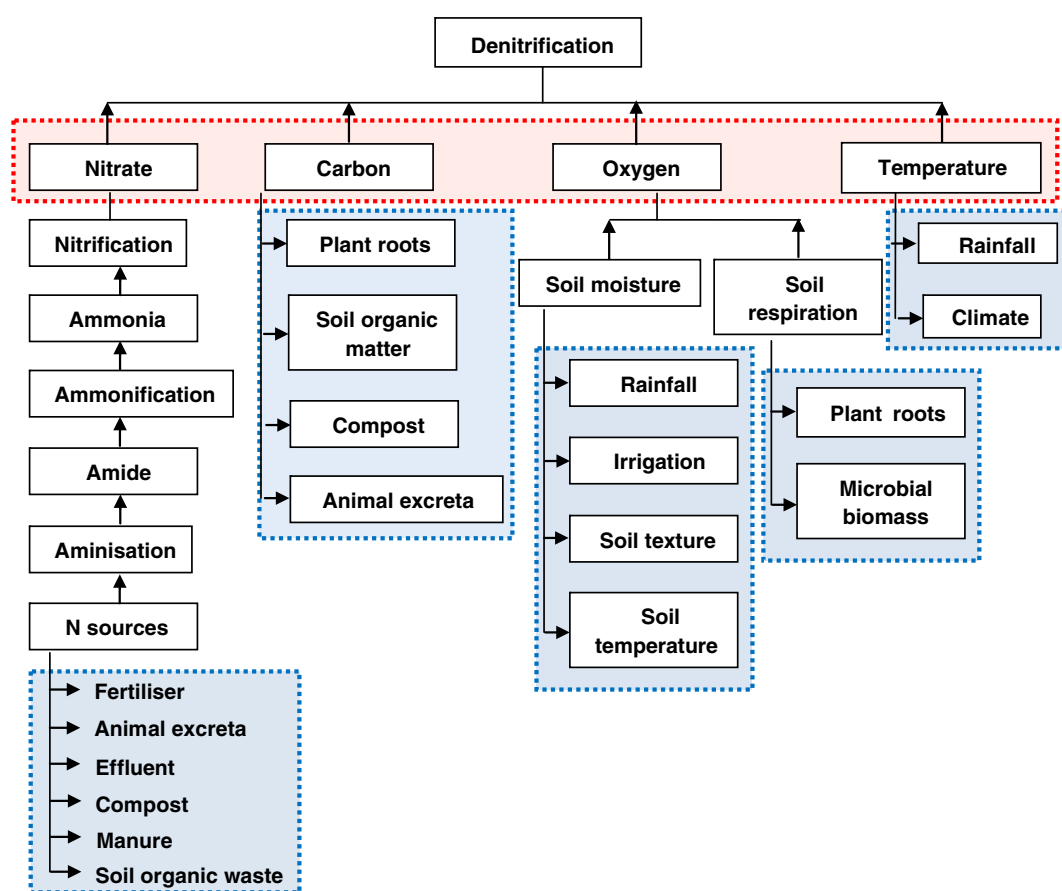 Denitrification
Nitrate
Carbon
Oxygen
Temperature
Nitrification
Ammonia
Ammonification
Amide
Aminisation
N sources
Fertiliser
Animal excreta
Effluent
Compost
Manure
Soil organic waste
Plant roots
Soil organic
matter
Compost
Animal excreta
Soil moisture
Rainfall
Irrigation
Soil texture
Soil
temperature
Soil
respiration
Plant roots
Microbial
biomass
Rainfall
Climate